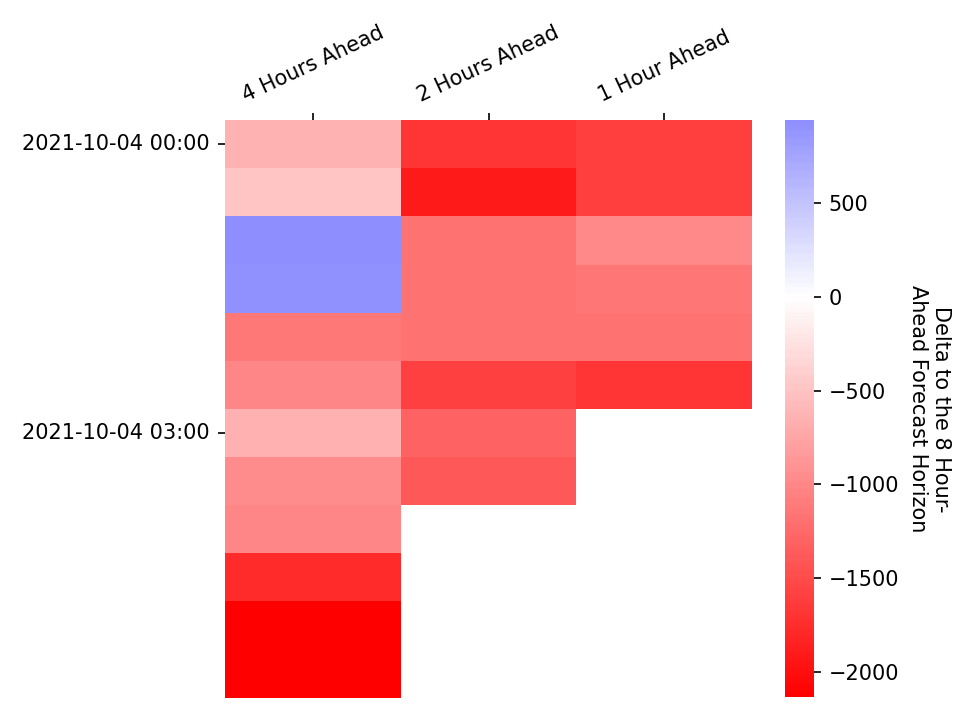 4 Hours Ahead
2 Hours Ahead
1 Hour Ahead
2021-10-04 00:00
2021-10-04 03:00
500
0
−500
−1000
−1500
−2000
Delta to the 8 Hour-
Ahead Forecast Horizon